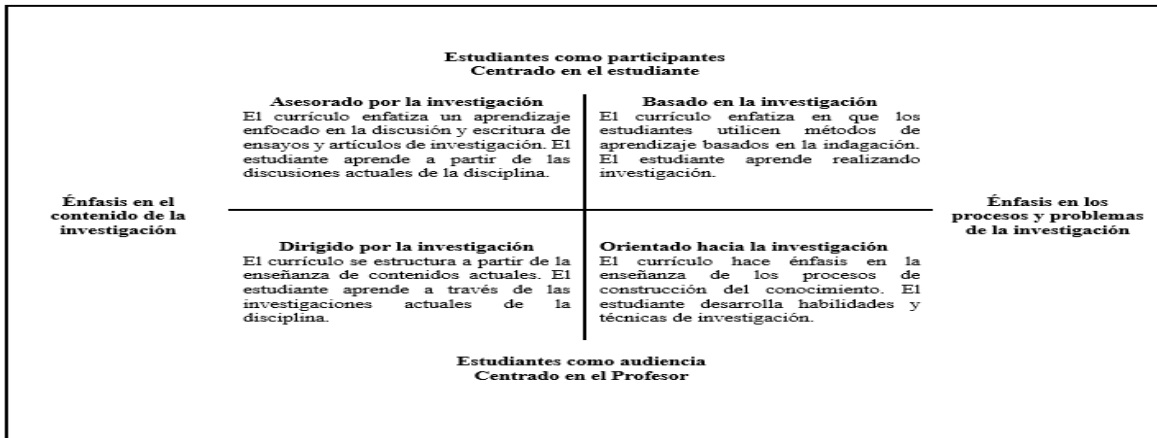 Estudiantes como participantes
Centrado en el estudiante
Asesorado por la investigación
El currículo enfatiza un aprendizaje
enfocado en la discusión y escritura de
ensayos y artículos de investigación. El
estudiante aprende a partir de las
discusiones actuales de la disciplina.
Basado en la investigación
El currículo enfatiza en que los
estudiantes utilicen métodos de
aprendizaje basados en la indagación.
El estudiante aprende realizando
investigación.
Énfasis en el
contenido de la
investigación
Énfasis en los
procesos y problemas
de la investigación
Dirigido por la investigación
El currículo se estructura a partir de la
enseñanza de contenidos actuales. El
estudiante aprende a través de las
investigaciones actuales de la
disciplina.
Orientado hacia la investigación
El currículo hace énfasis en la
enseñanza de los procesos de
construcción del conocimiento. El
estudiante desarrolla habilidades y
técnicas de investigación.
Estudiantes como audiencia
Centrado en el Profesor